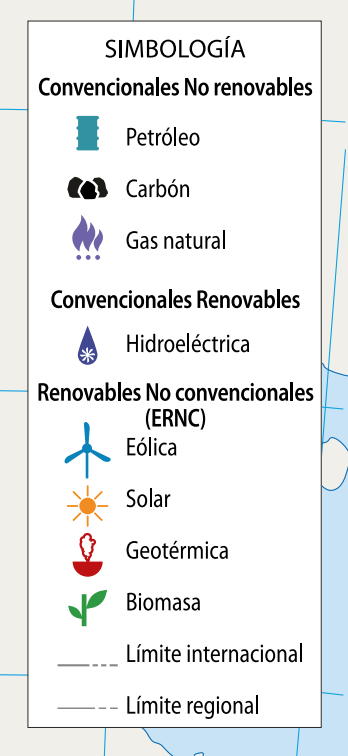 SIMBOLOGÍA
Convencionales No renovables
Petróleo
Carbón
Gas natural
Convencionales Renovables
Hidroeléctrica
Renovables No convencionales
(ERNC)
Eólica
Solar
Geotérmica
Biomasa
Límite internacional
Límite regional